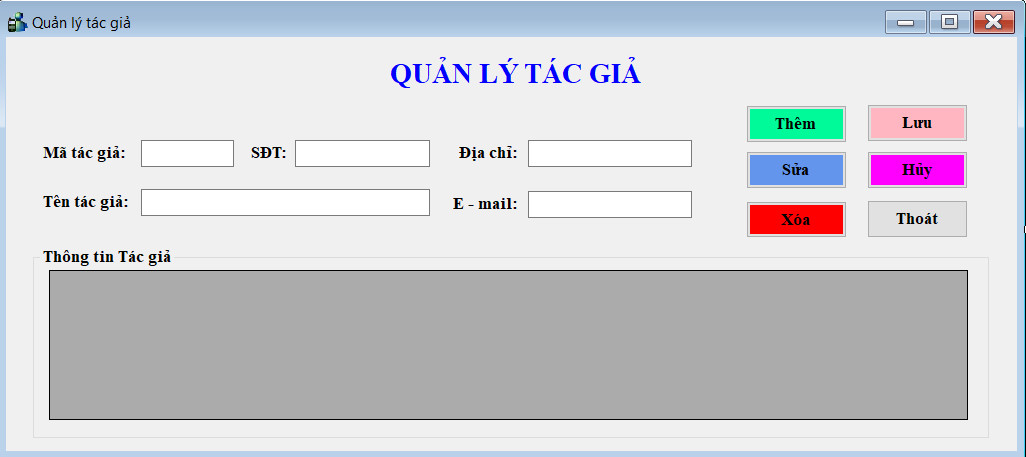 Quản lý tác giả
QUẢN LÝ TÁC GIẢ
Mã tác giả:
SĐT:
Địa chỉ:
Tên tác giả:
E - mail:
Thêm
Lưu
Sửa
Hủy
Xóa
Thoát
Thông tin Tác giả